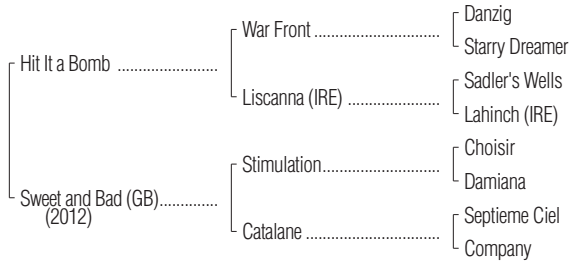 Danzig
War Front ..............................
Starry Dreamer
Hit It a Bomb ........................
Sadler's Wells
Liscanna (IRE) ......................
Lahinch (IRE)
Choisir
Stimulation............................
Damiana
Sweet and Bad (GB)..............
(2012)
Septieme Ciel
Catalane ................................
Company